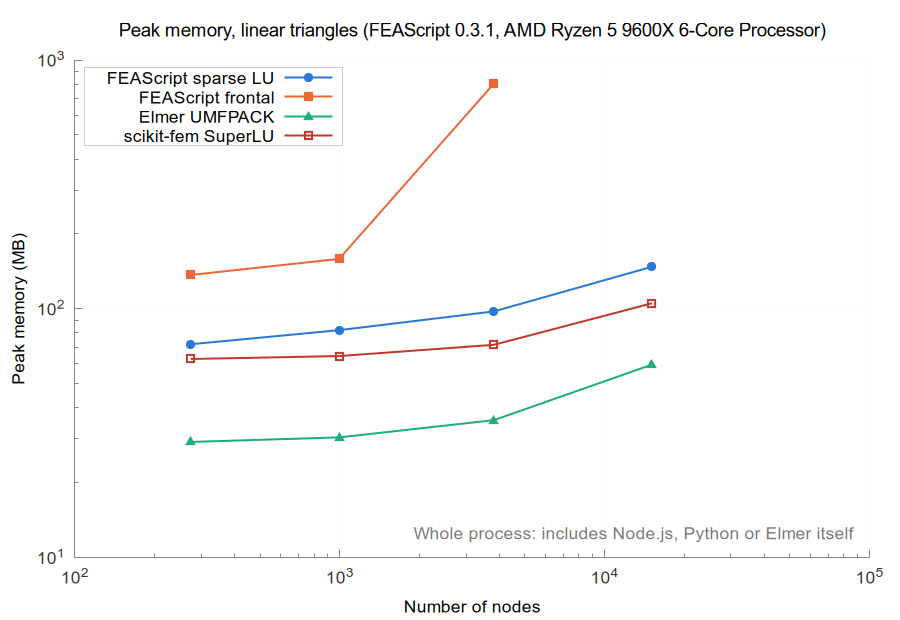 Peak memory, linear triangles (FEAScript 0.3.1, AMD Ryzen 5 9600X 6-Core Processor)
10³
FEAScript sparse LU
FEAScript frontal
Elmer UMFPACK
scikit-fem SuperLU
Peak memory (MB)
10²
Whole process: includes Node.js, Python or Elmer itself
10¹
10² 10³ 10⁴ 10⁵
Number of nodes